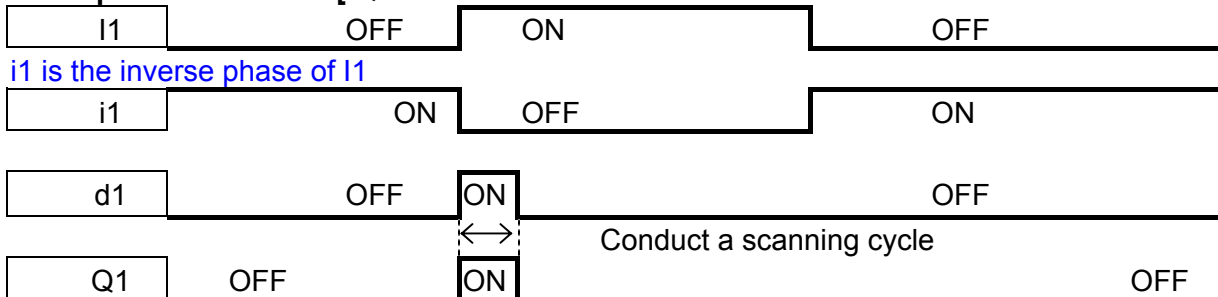 I1 OFF ON OFF
i1 is the inverse phase of I1
i1 ON OFF ON
d1 OFF ON OFF
Conduct a scanning cycle
Q1 OFF ON OFF